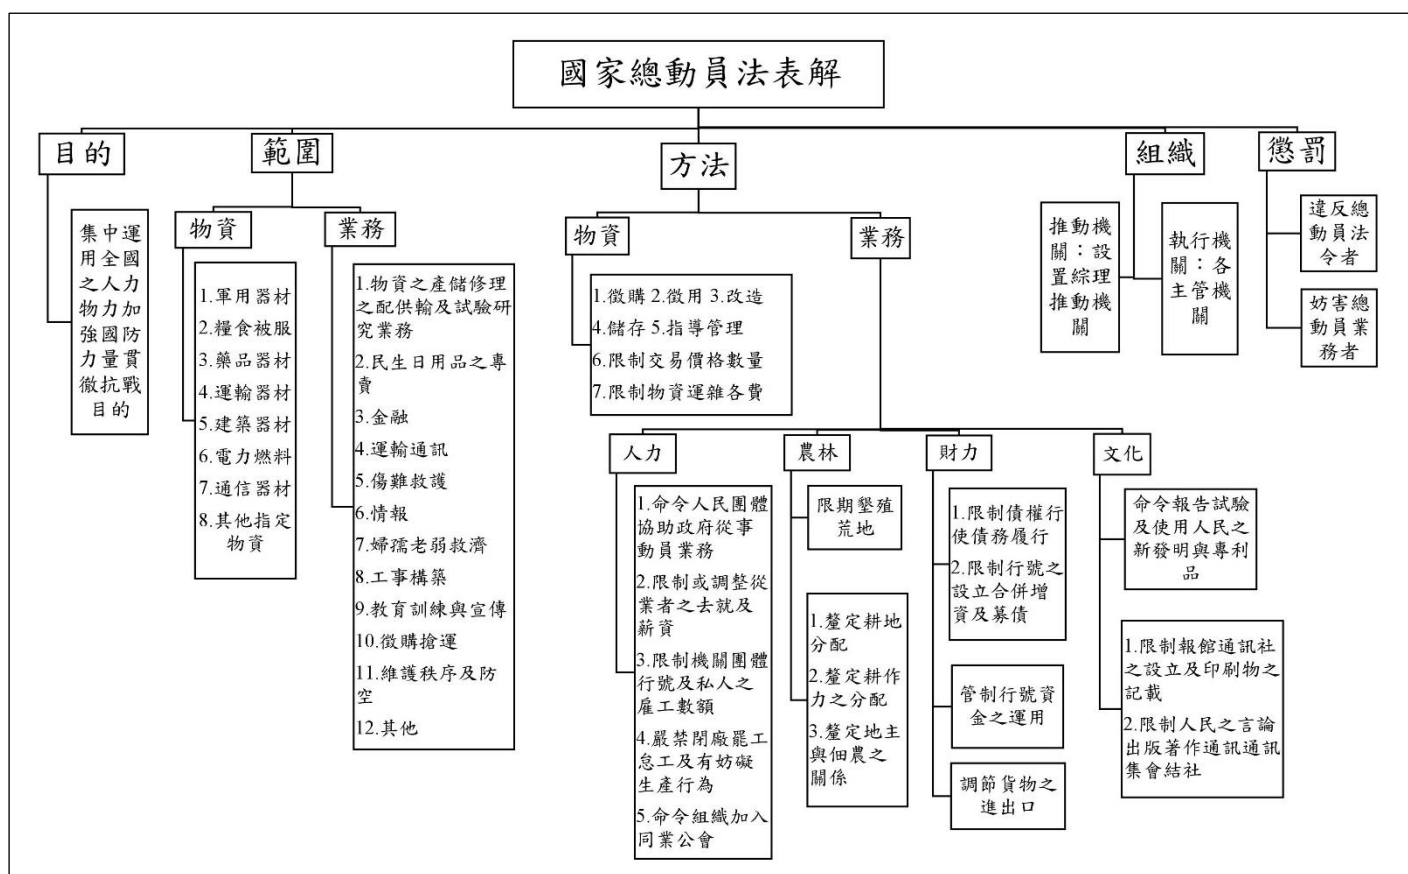 國家總動員法表解
目的
集中運
用全國
之人力
物力加
強國防
力量貫
徹抗戰
目的
範圍
物資
1.軍用器材
2.糧食被服
3.藥品器材
4.運輸器材
5.建築器材
6.電力燃料
7.通信器材
8.其他指定
物資
業務
1.物資之產儲修理
之配供輸及試驗研
究業務
2.民生日用品之專
賣
3.金融
4.運輸通訊
5.傷難救護
6.情報
7.婦孺老弱救濟
8.工事構築
9.教育訓練與宣傳
10.徵購搶運
11.維護秩序及防
空
12.其他
方法
物資
1.徵購 2.徵用 3.改造
4.儲存 5.指導管理
6.限制交易價格數量
7.限制物資運雜各費
業務
人力
1.命令人民團體
協助政府從事
動員業務
2.限制或調整從
業者之去就及
薪資
3.限制機關團體
行號及私人之
雇工數額
4.嚴禁閉廠罷工
怠工及有妨礙
生產行為
5.命令組織加入
同業公會
農林
限期墾殖
荒地
1.釐定耕地
分配
2.釐定耕作
力之分配
3.釐定地主
與佃農之
關係
財力
1.限制債權行
使債務履行
2.限制行號之
設立合併增
資及募債
管制行號資
金之運用
調節貨物之
進出口
文化
命令報告試驗
及使用人民之
新發明與專利
品
1.限制報館通訊社
之設立及印刷物之
記載
2.限制人民之言論
出版著作通訊通訊
集會結社
組織
推動機
關：設
置綜理
推動機
關
執行機
關：各
主管機
關
懲罰
違反總
動員法
令者
妨害總
動員業
務者